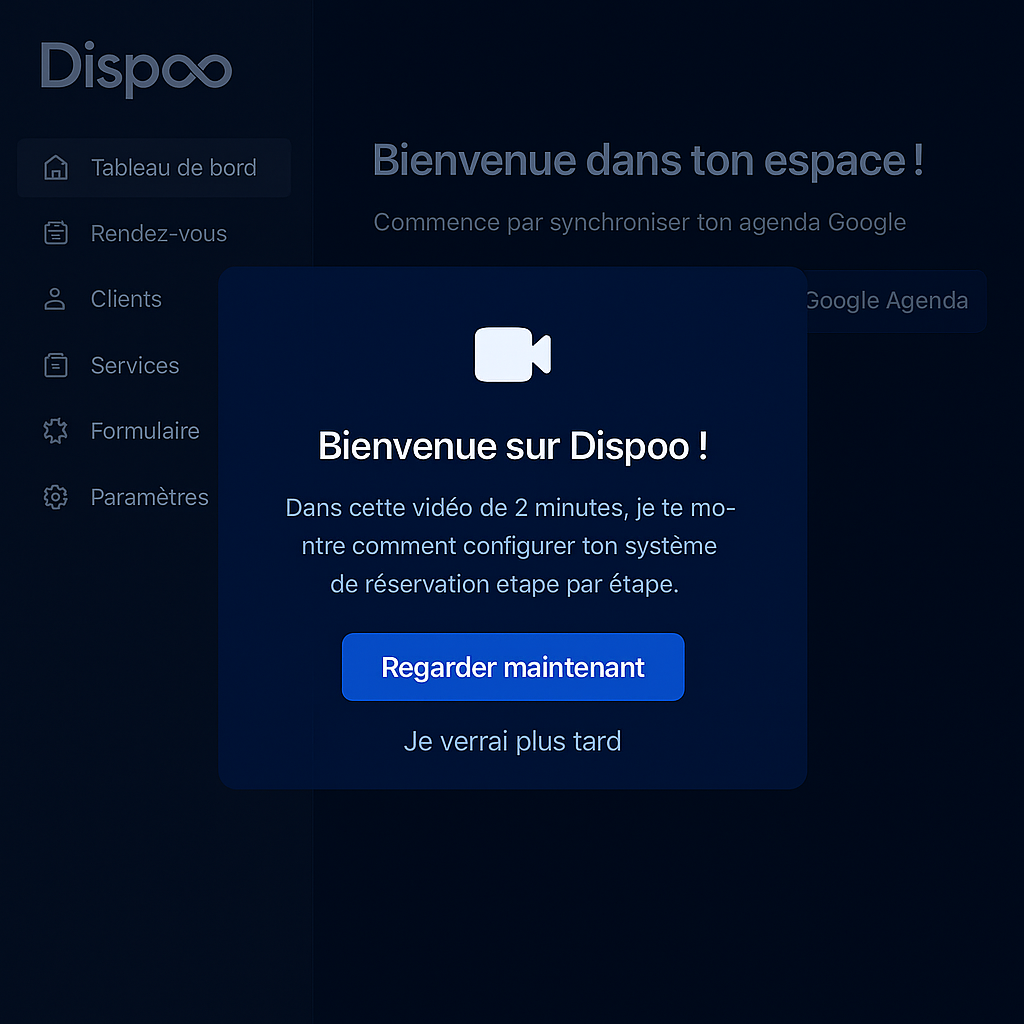 Dispoo
Tableau de bord
Rendez-vous
Clients
Services
Formulaire
Paramètres
Bienvenue dans ton espace !
Commence par synchroniser ton agenda Google
Google Agenda
Bienvenue sur Dispoo !
Dans cette vidéo de 2 minutes, je te mo-
ntre comment configurer ton système
de réservation etape par étape.
Regarder maintenant
Je verrai plus tard